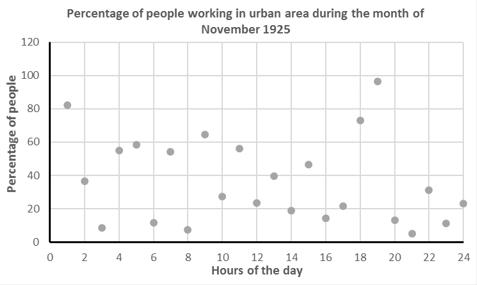 Percentage of people working in urban area during the month of
November 1925
Percentage of people
120
100
80
60
40
20
0
0 2 4 6 8 10 12 14 16 18 20 22 24
Hours of the day